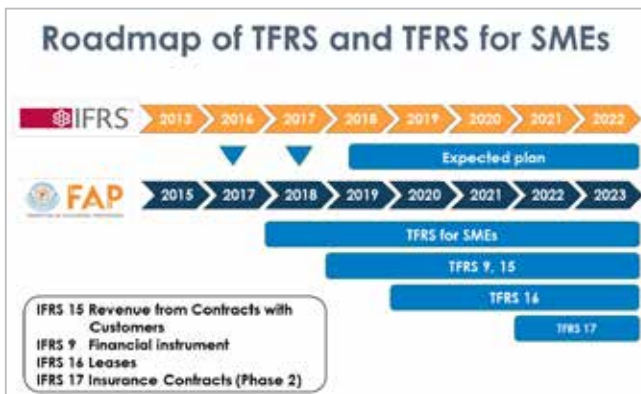 Roadmap of TFRS and TFRS for SMEs
IFRS 2013 2016 2017 2018 2019 2020 2021 2022
Expected plan
FAP 2015 2017 2018 2019 2020 2021 2022 2023
TFRS for SMEs
TFRS 9, 15
TFRS 16
TFRS 17
IFRS 15 Revenue from Contracts with
Customers
IFRS 9 Financial instrument
IFRS 16 Leases
IFRS 17 Insurance Contracts (Phase 2)